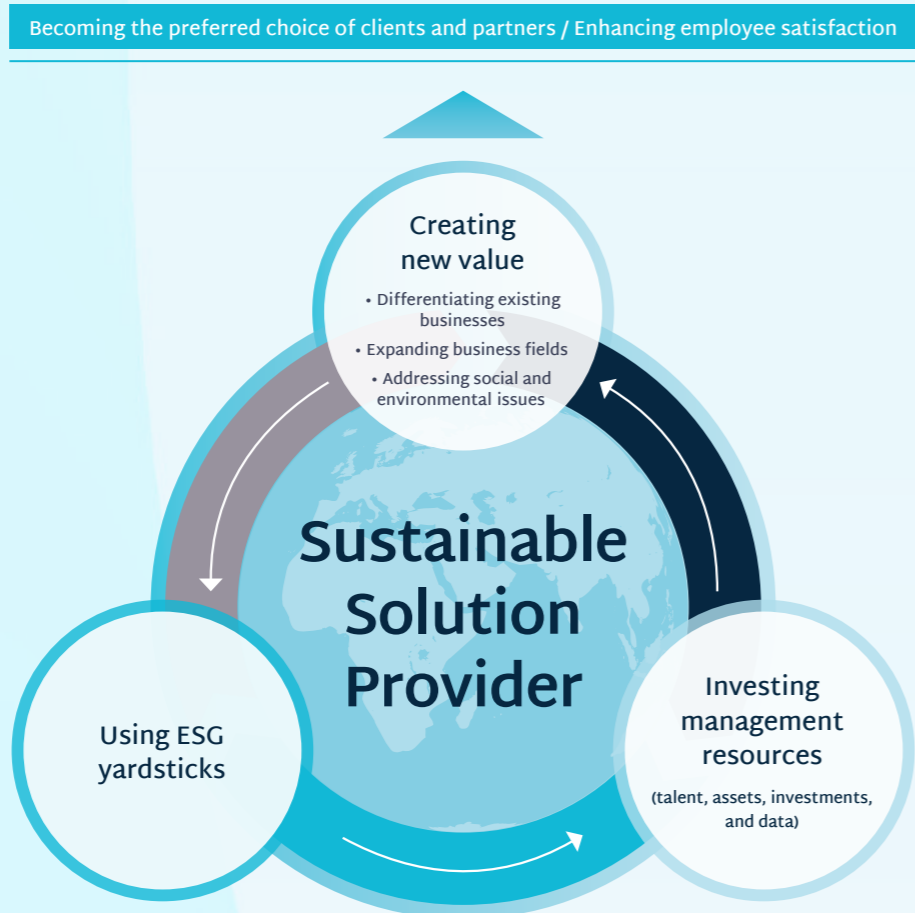 Becoming the preferred choice of clients and partners / Enhancing employee satisfaction
Creating
new value
• Differentiating existing
businesses
• Expanding business fields
• Addressing social and
environmental issues
Sustainable
Solution
Provider
Using ESG
yardsticks
Investing
management
resources
(talent, assets, investments,
and data)